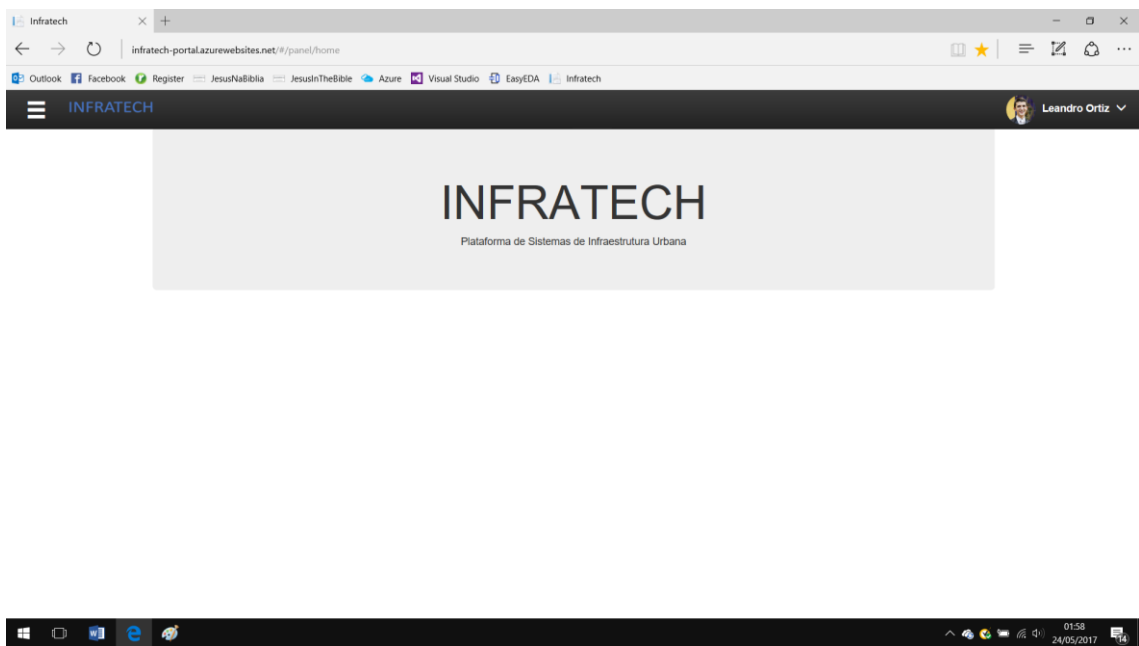 Infratech
infratech-portal.azurewebsites.net/#/panel/home
Outlook Facebook Register JesusNaBiblia JesusInTheBible Azure Visual Studio EasyEDA Infratech
INFRATECH Leandro Ortiz
INFRATECH
Plataforma de Sistemas de Infraestrutura Urbana
01:58
24/05/2017
14